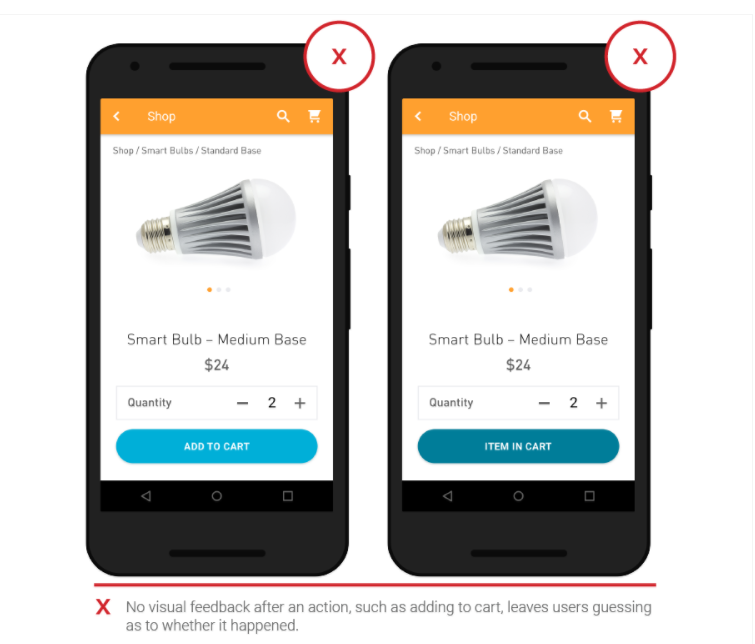 X
X
Shop
Shop / Smart Bulbs / Standard Base
Smart Bulb – Medium Base
$24
Quantity
— 2 +
ADD TO CART
Shop
Shop / Smart Bulbs / Standard Base
Smart Bulb – Medium Base
$24
Quantity
— 2 +
ITEM IN CART
X No visual feedback after an action, such as adding to cart, leaves users guessing
as to whether it happened.